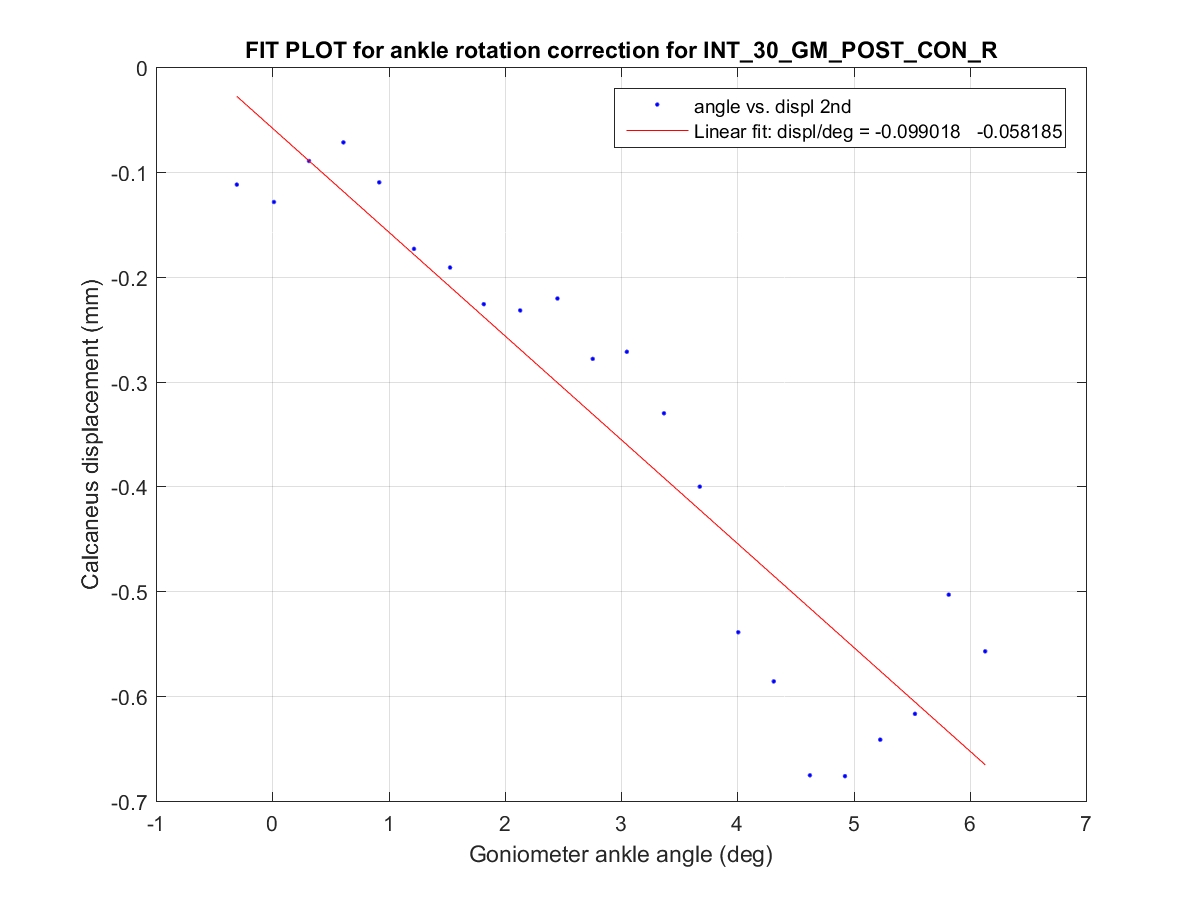 FIT PLOT for ankle rotation correction for INT_30_GM_POST_CON_R
angle vs. displ 2nd
Linear fit: displ/deg = -0.099018 -0.058185
0
-0.1
-0.2
-0.3
-0.4
-0.5
-0.6
-0.7
Calcaneus displacement (mm)
-1 0 1 2 3 4 5 6 7
Goniometer ankle angle (deg)